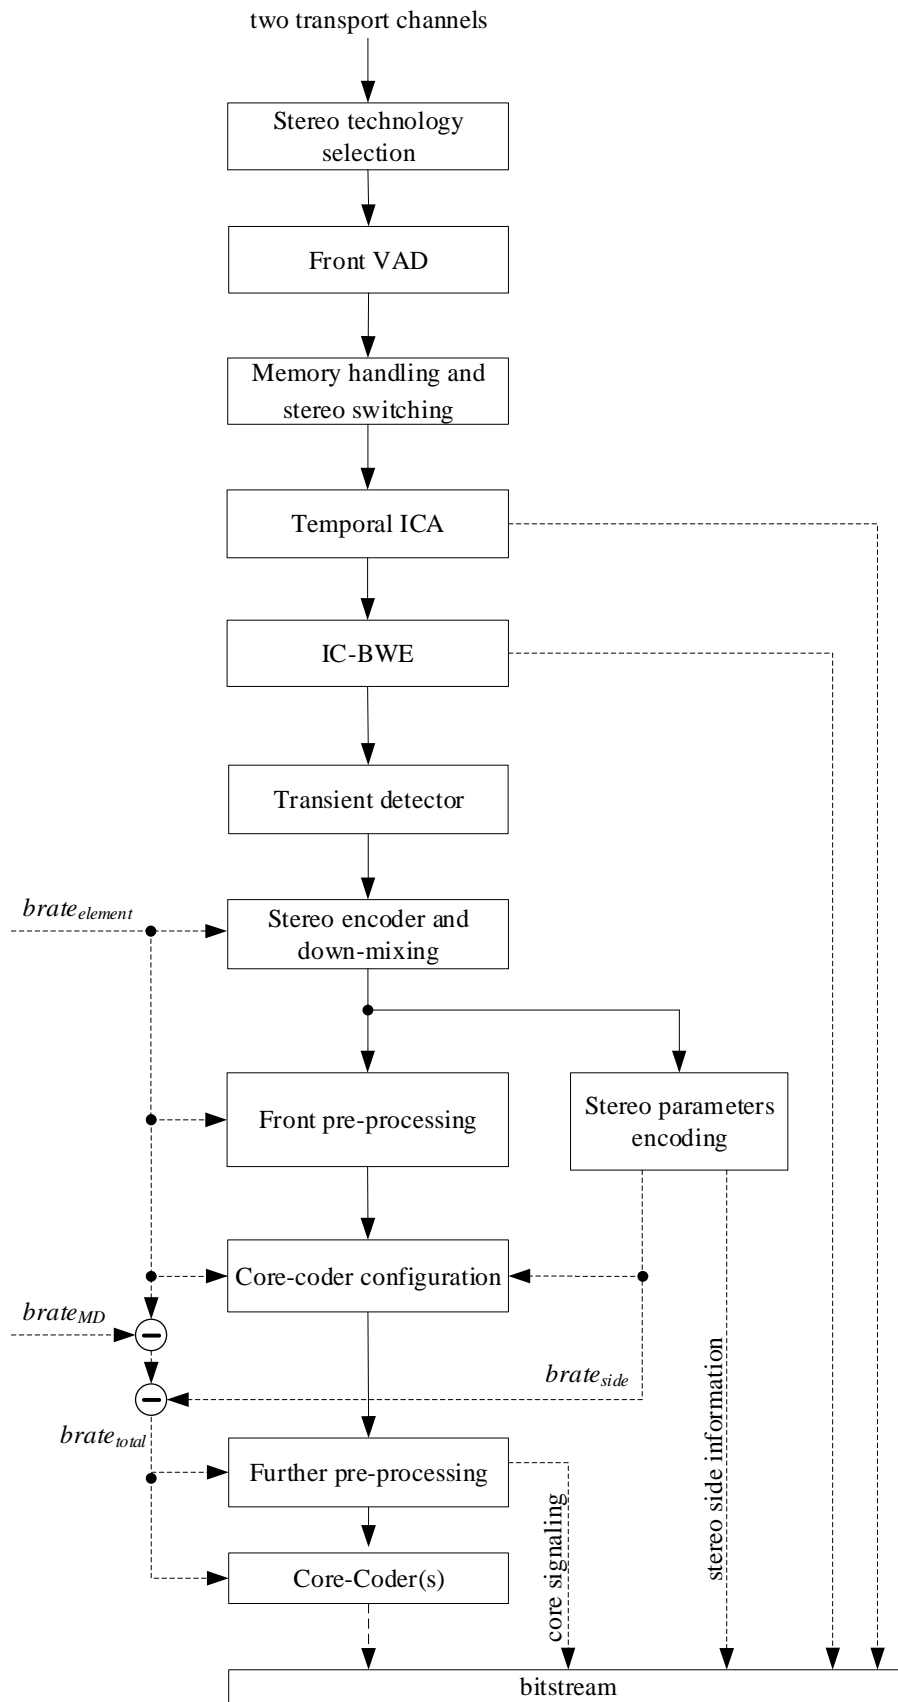 two transport channels
Stereo technology
selection
Front VAD
Memory handling and
stereo switching
Temporal ICA
IC-BWE
Transient detector
brate_element
Stereo encoder and
down-mixing
Front pre-processing
Stereo parameters
encoding
Core-coder configuration
brate_MD
brate_side
brate_total
Further pre-processing
core signaling
stereo side information
Core-Coder(s)
bitstream